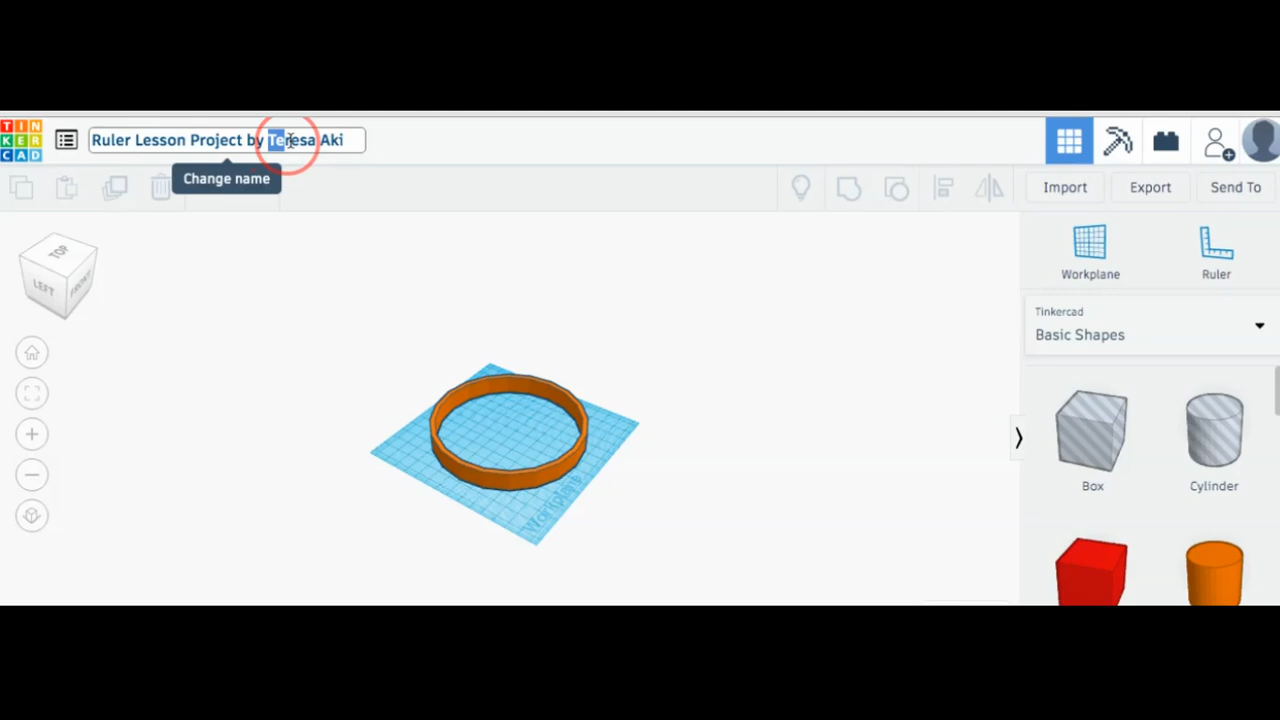 TIN
KER
CAD
Ruler Lesson Project by Teresa Aki
Change name
Import
Export
Send To
TOP
LEFT
FRONT
Workplane
Ruler
Tinkercad
Basic Shapes
Box
Cylinder
Workplane